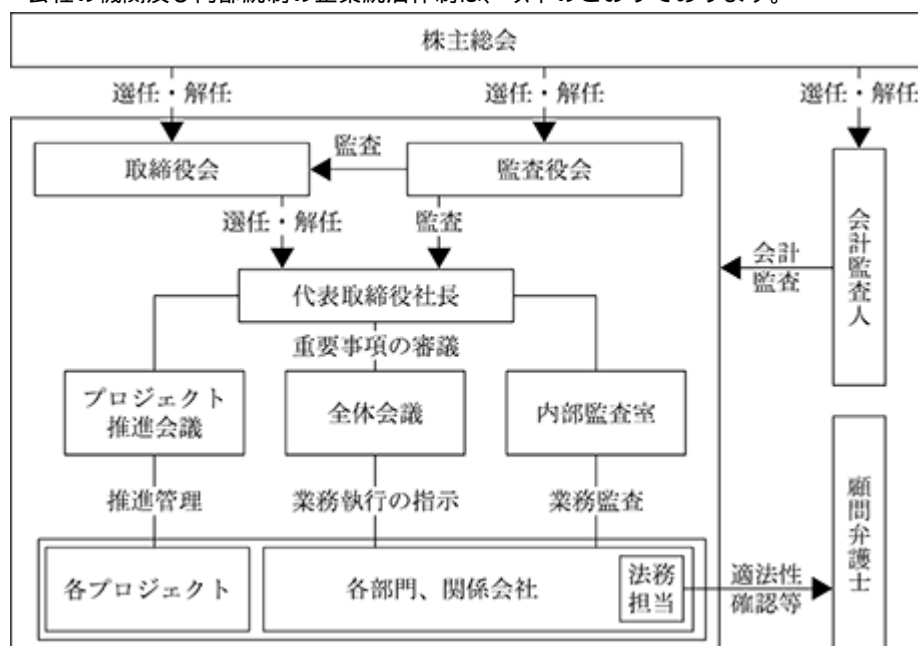 会社の機関及び内部統制の企業統治体制は、以下のとおりであります。
株主総会
選任・解任
選任・解任
選任・解任
取締役会
監査
監査役会
会計監査人
選任・解任
監査
会計
監査
代表取締役社長
重要事項の審議
プロジェクト
推進会議
全体会議
内部監査室
顧問弁護士
推進管理
業務執行の指示
業務監査
各プロジェクト
各部門、関係会社
法務
担当
適法性
確認等